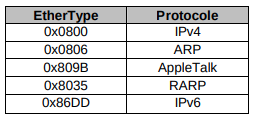 EtherType Protocole
0x0800 IPv4
0x0806 ARP
0x809B AppleTalk
0x8035 RARP
0x86DD IPv6